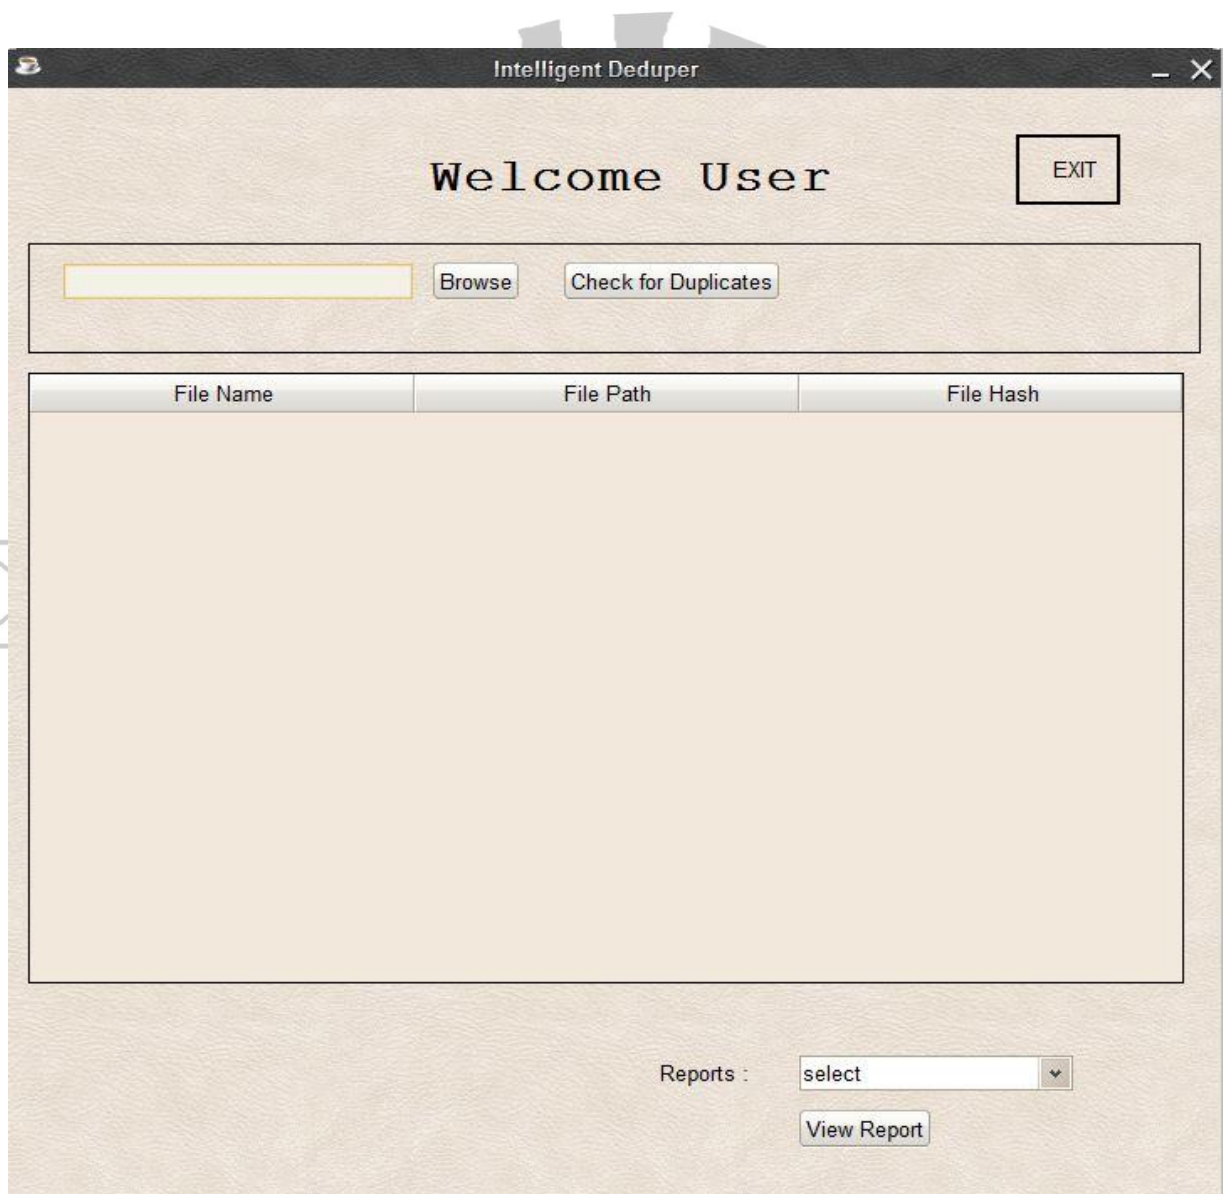 Intelligent Deduper
Welcome User
EXIT
Browse
Check for Duplicates
File Name
File Path
File Hash
Reports :
select
View Report